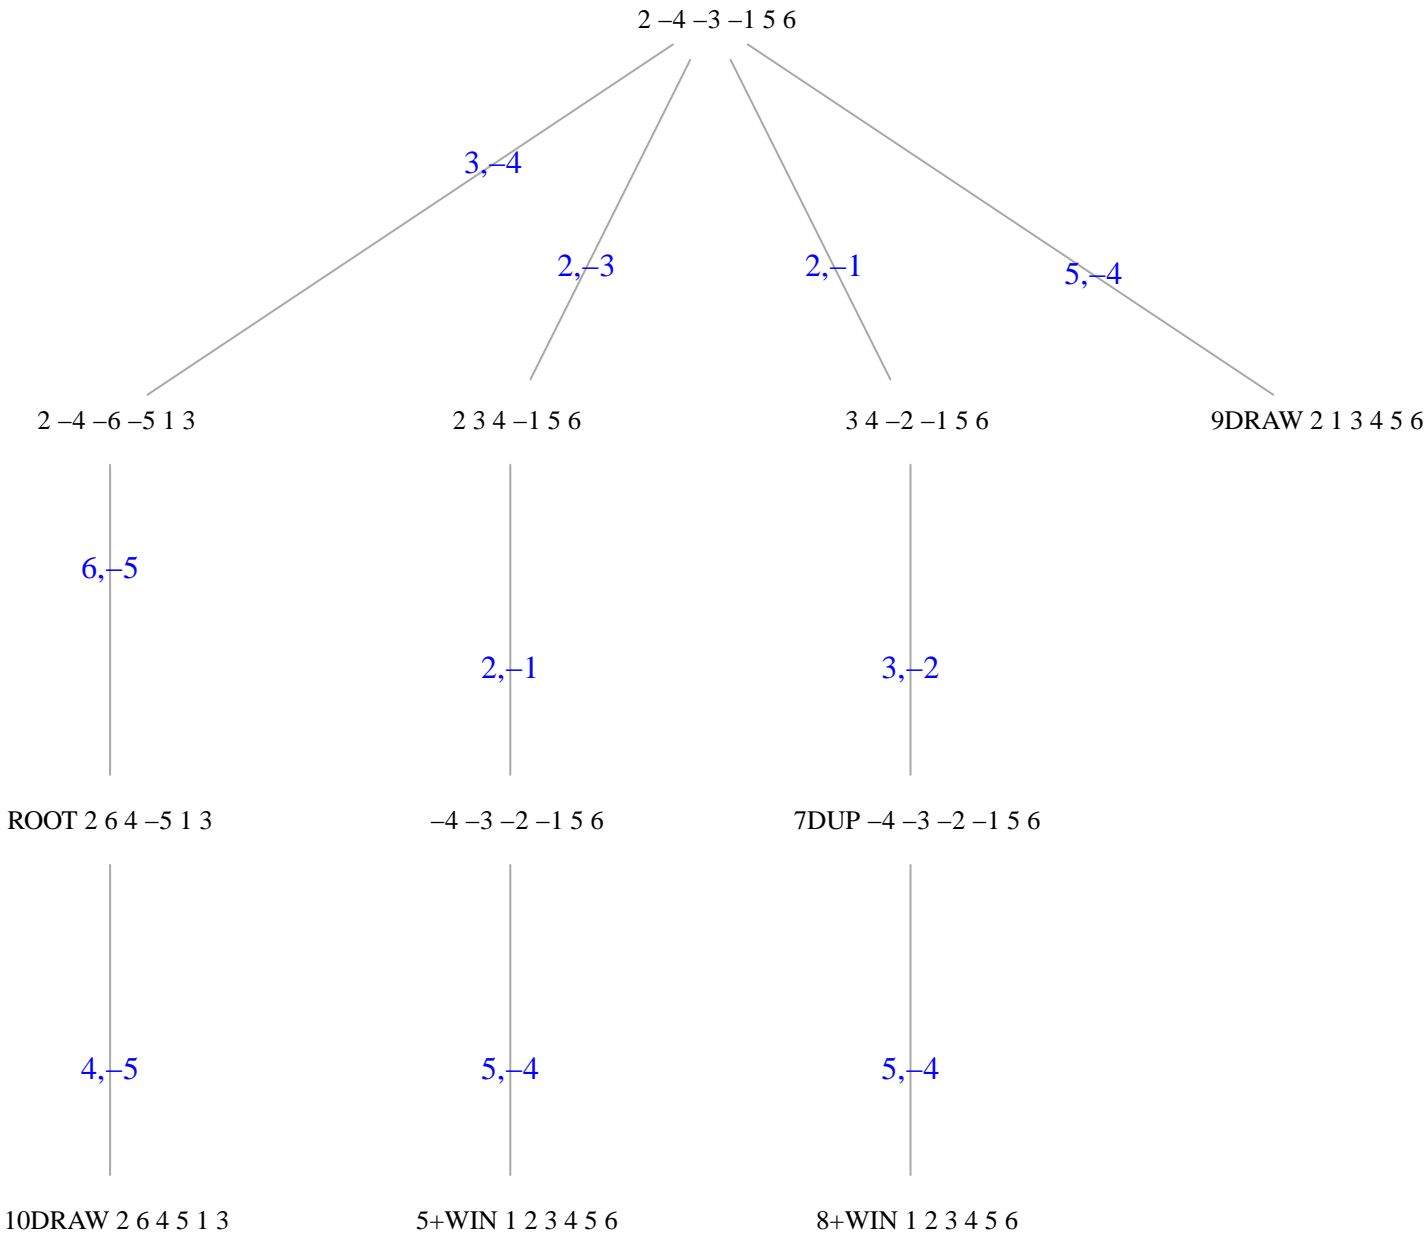 2 –4 –3 –1 5 6
3,–4
2,–3
2,–1
5,–4
2 –4 –6 –5 1 3
2 3 4 –1 5 6
3 4 –2 –1 5 6
9DRAW 2 1 3 4 5 6
6,–5
2,–1
3,–2
ROOT 2 6 4 –5 1 3
–4 –3 –2 –1 5 6
7DUP –4 –3 –2 –1 5 6
4,–5
5,–4
5,–4
10DRAW 2 6 4 5 1 3
5+WIN 1 2 3 4 5 6
8+WIN 1 2 3 4 5 6